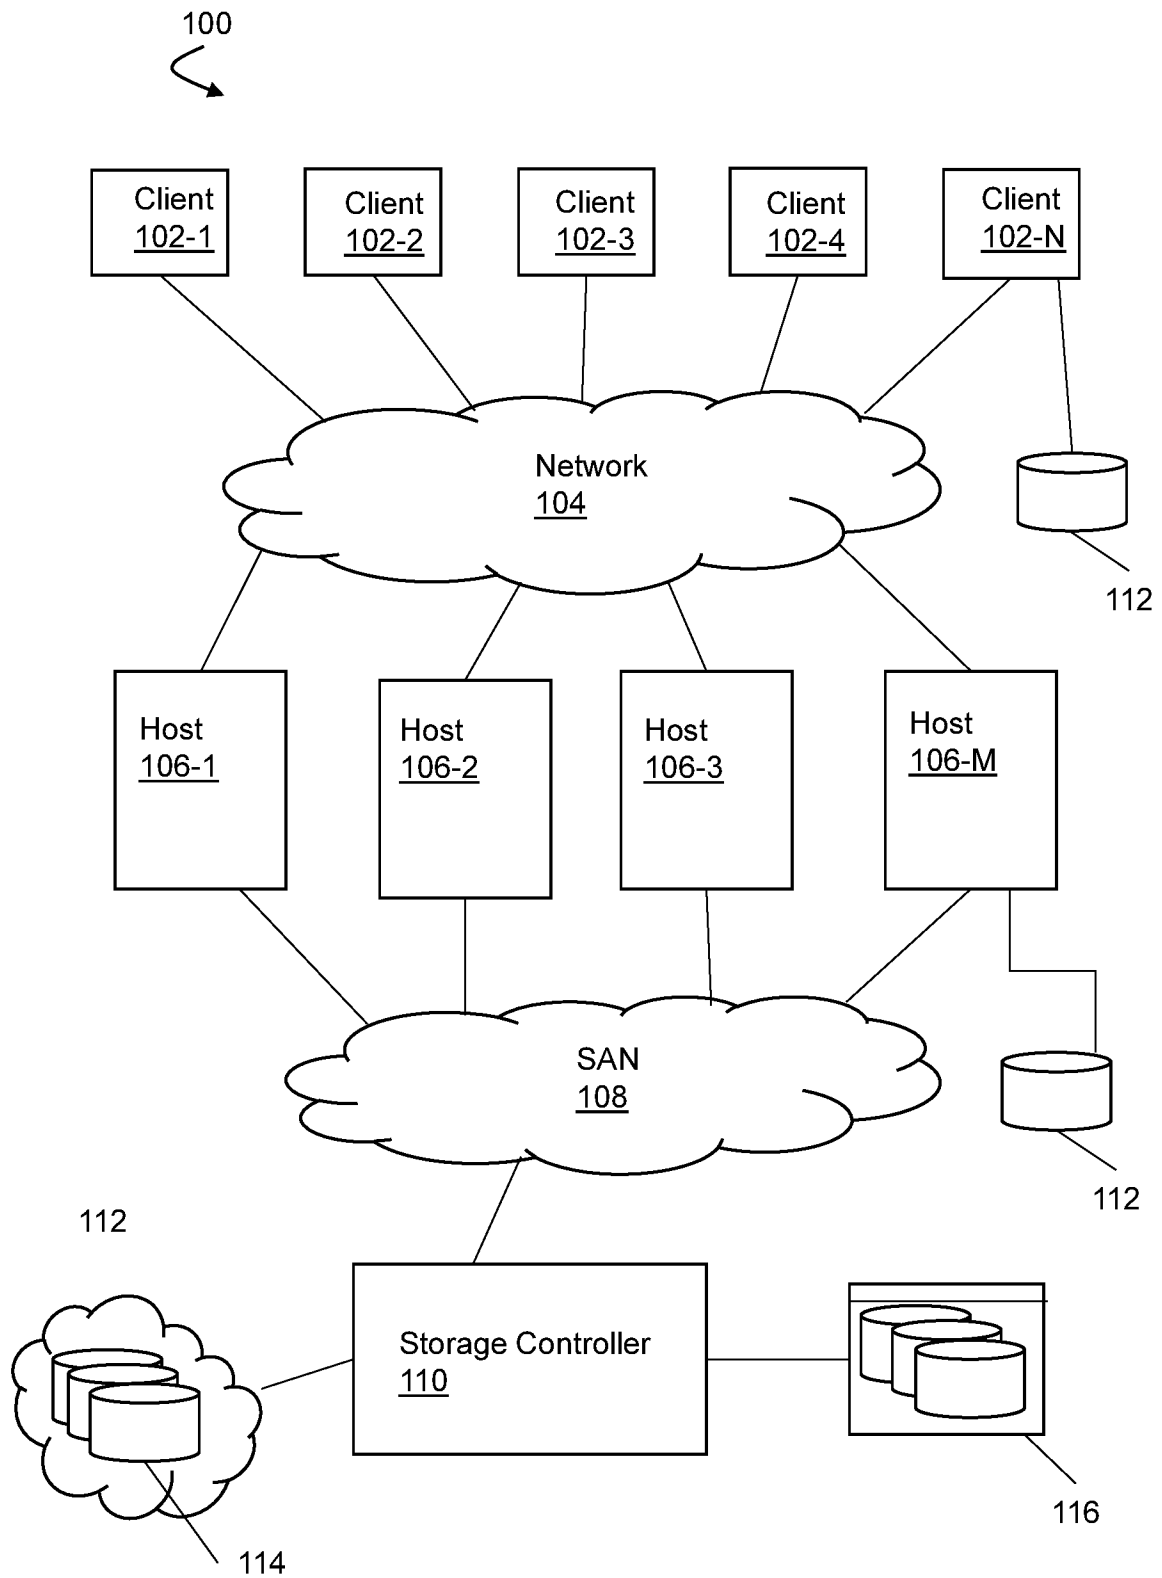 100
Client
102-1
Client
102-2
Client
102-3
Client
102-4
Client
102-N
Network
104
112
Host
106-1
Host
106-2
Host
106-3
Host
106-M
SAN
108
112
112
Storage Controller
110
116
114